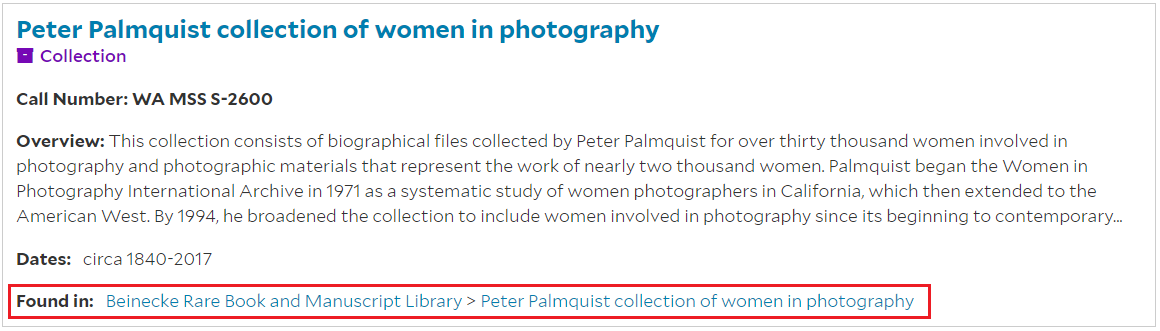 Peter Palmquist collection of women in photography
Collection
Call Number: WA MSS S-2600
Overview: This collection consists of biographical files collected by Peter Palmquist for over thirty thousand women involved in
photography and photographic materials that represent the work of nearly two thousand women. Palmquist began the Women in
Photography International Archive in 1971 as a systematic study of women photographers in California, which then extended to the
American West. By 1994, he broadened the collection to include women involved in photography since its beginning to contemporary...
Dates: circa 1840-2017
Found in: Beinecke Rare Book and Manuscript Library > Peter Palmquist collection of women in photography